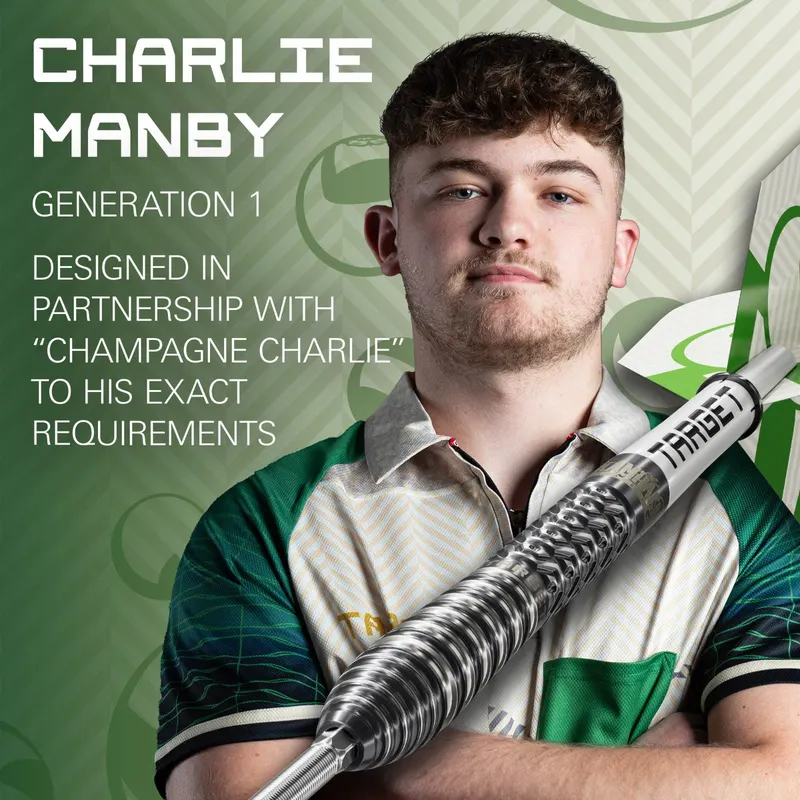 CHARLIE
MANBY
GENERATION 1
DESIGNED IN
PARTNERSHIP WITH
“CHAMPAGNE CHARLIE”
TO HIS EXACT
REQUIREMENTS
TARGET